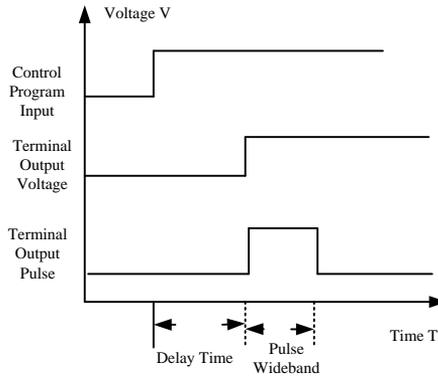 Voltage V
Control
Program
Input
Terminal
Output
Voltage
Terminal
Output
Pulse
Time T
Delay Time
Pulse
Wideband